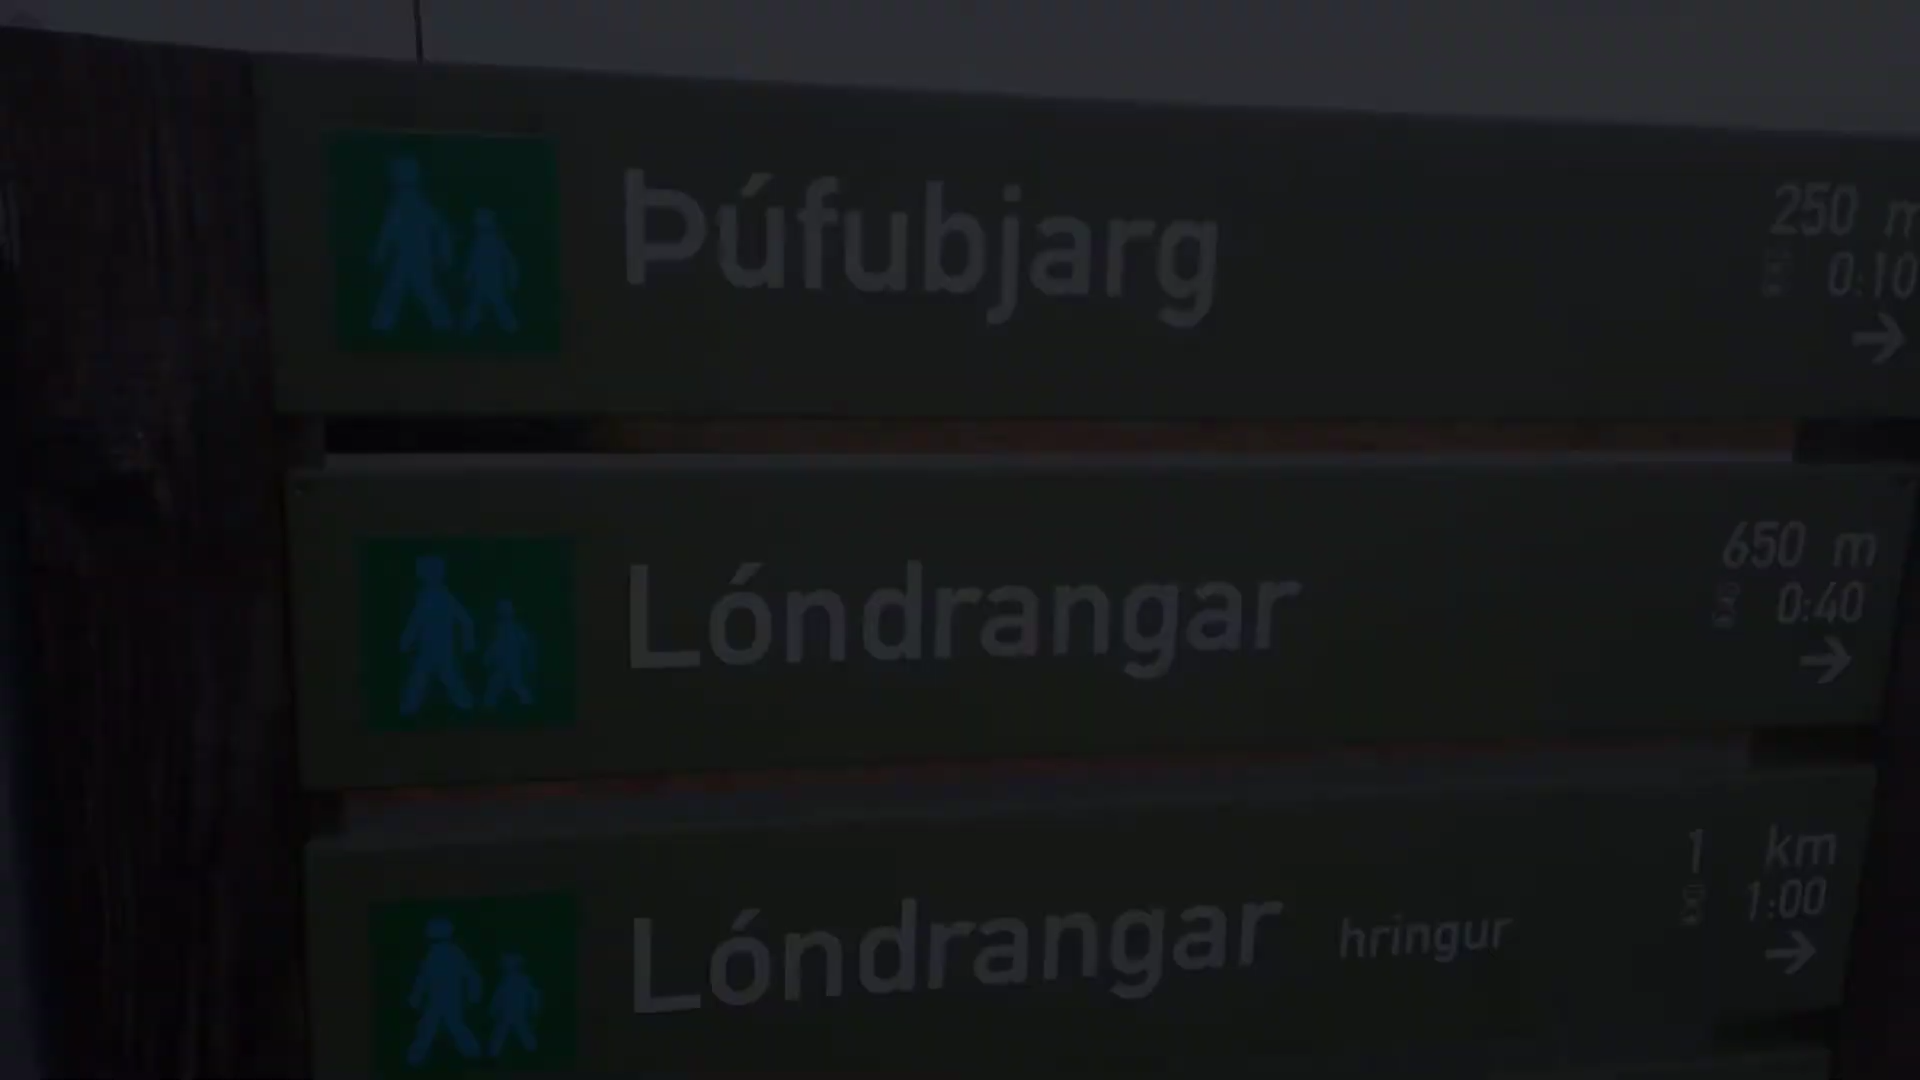 Þúfubjarg
250 m
0:10
→
Lóndrangar
650 m
0:40
→
Lóndrangar hringur
1 km
1:00
→